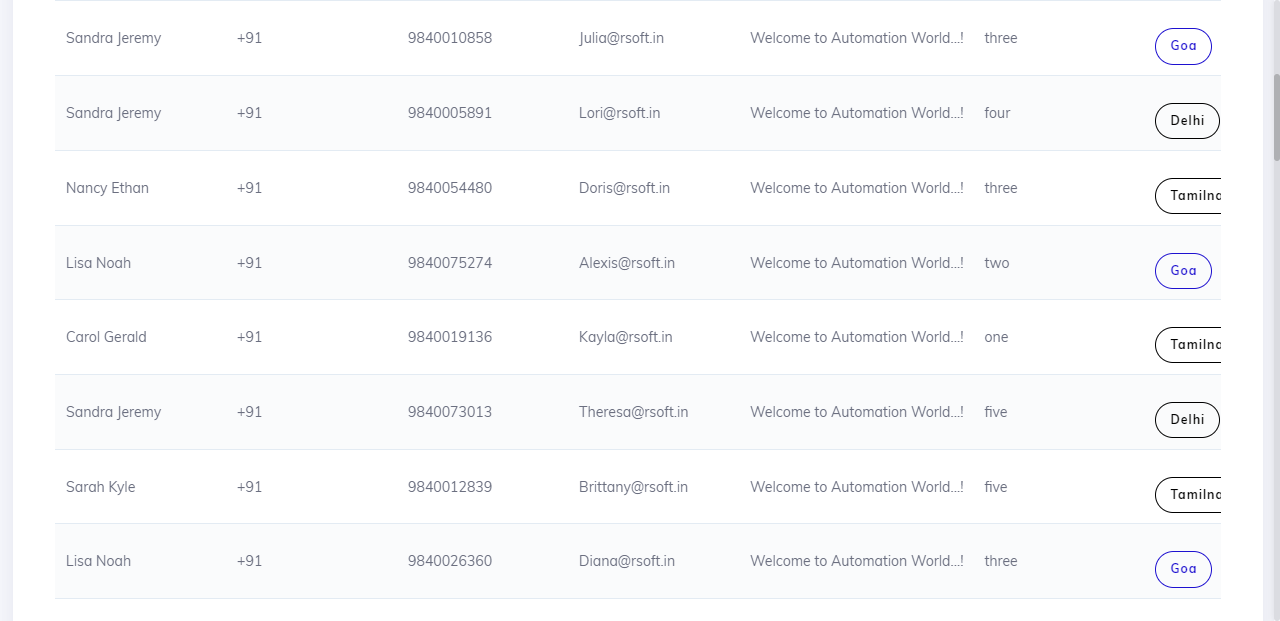 Sandra Jeremy +91 9840010858 Julia@rsoft.in Welcome to Automation World...! three Goa
Sandra Jeremy +91 9840005891 Lori@rsoft.in Welcome to Automation World...! four Delhi
Nancy Ethan +91 9840054480 Doris@rsoft.in Welcome to Automation World...! three
Lisa Noah +91 9840075274 Alexis@rsoft.in Welcome to Automation World...! two Goa
Carol Gerald +91 9840019136 Kayla@rsoft.in Welcome to Automation World...! one
Sandra Jeremy +91 9840073013 Theresa@rsoft.in Welcome to Automation World...! five Delhi
Sarah Kyle +91 9840012839 Brittany@rsoft.in Welcome to Automation World...! five
Lisa Noah +91 9840026360 Diana@rsoft.in Welcome to Automation World...! three Goa